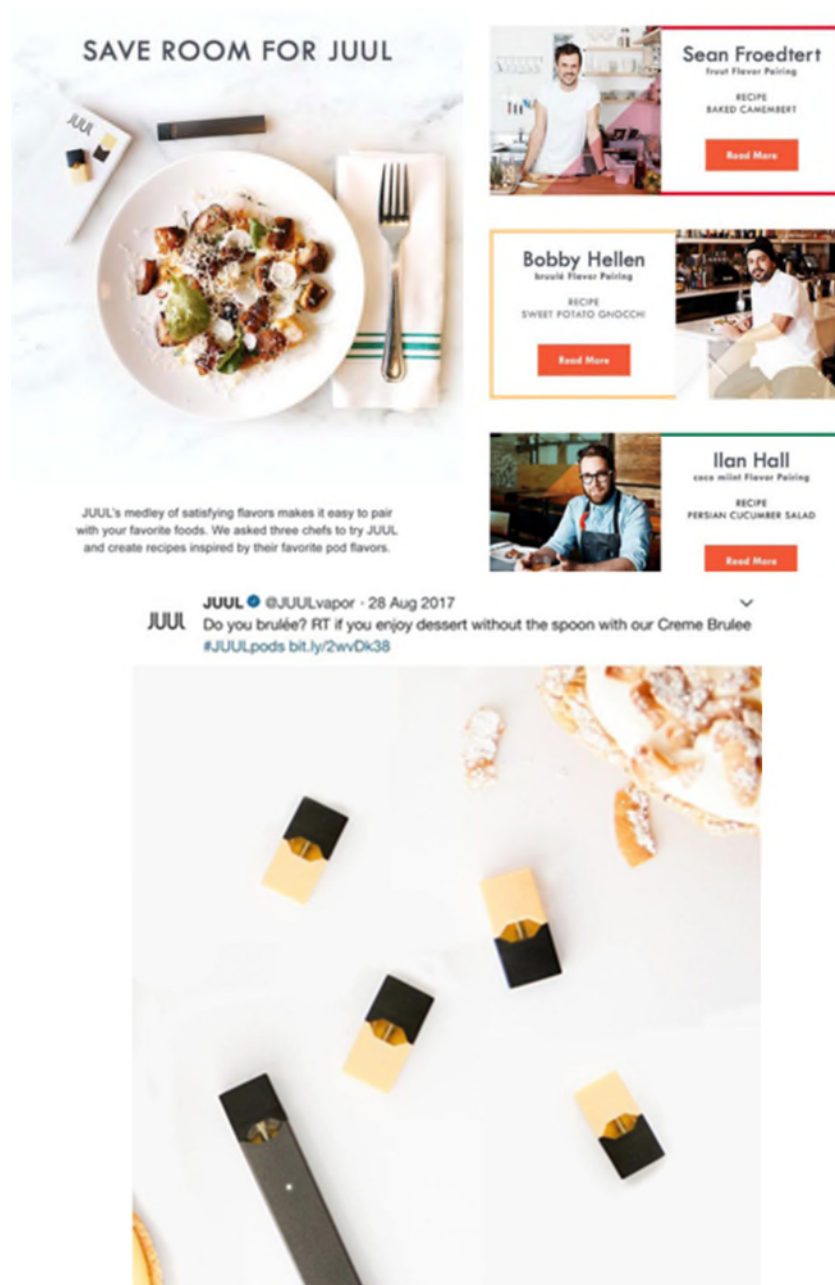 SAVE ROOM FOR JUUL
JUUL
JUUL's medley of satisfying flavors makes it easy to pair
with your favorite foods. We asked three chefs to try JUUL
and create recipes inspired by their favorite pod flavors.
Sean Froedtert
fruut Flavor Pairing
RECIPE
BAKED CAMEMBERT
Read More
Bobby Hellen
bruulé Flavor Pairing
RECIPE
SWEET POTATO GNOCCHI
Read More
Ilan Hall
coco miint Flavor Pairing
RECIPE
PERSIAN CUCUMBER SALAD
Read More
JUUL
JUUL @JUULvapor · 28 Aug 2017
Do you brulée? RT if you enjoy dessert without the spoon with our Creme Brulee
#JUULpods bit.ly/2wvDk38